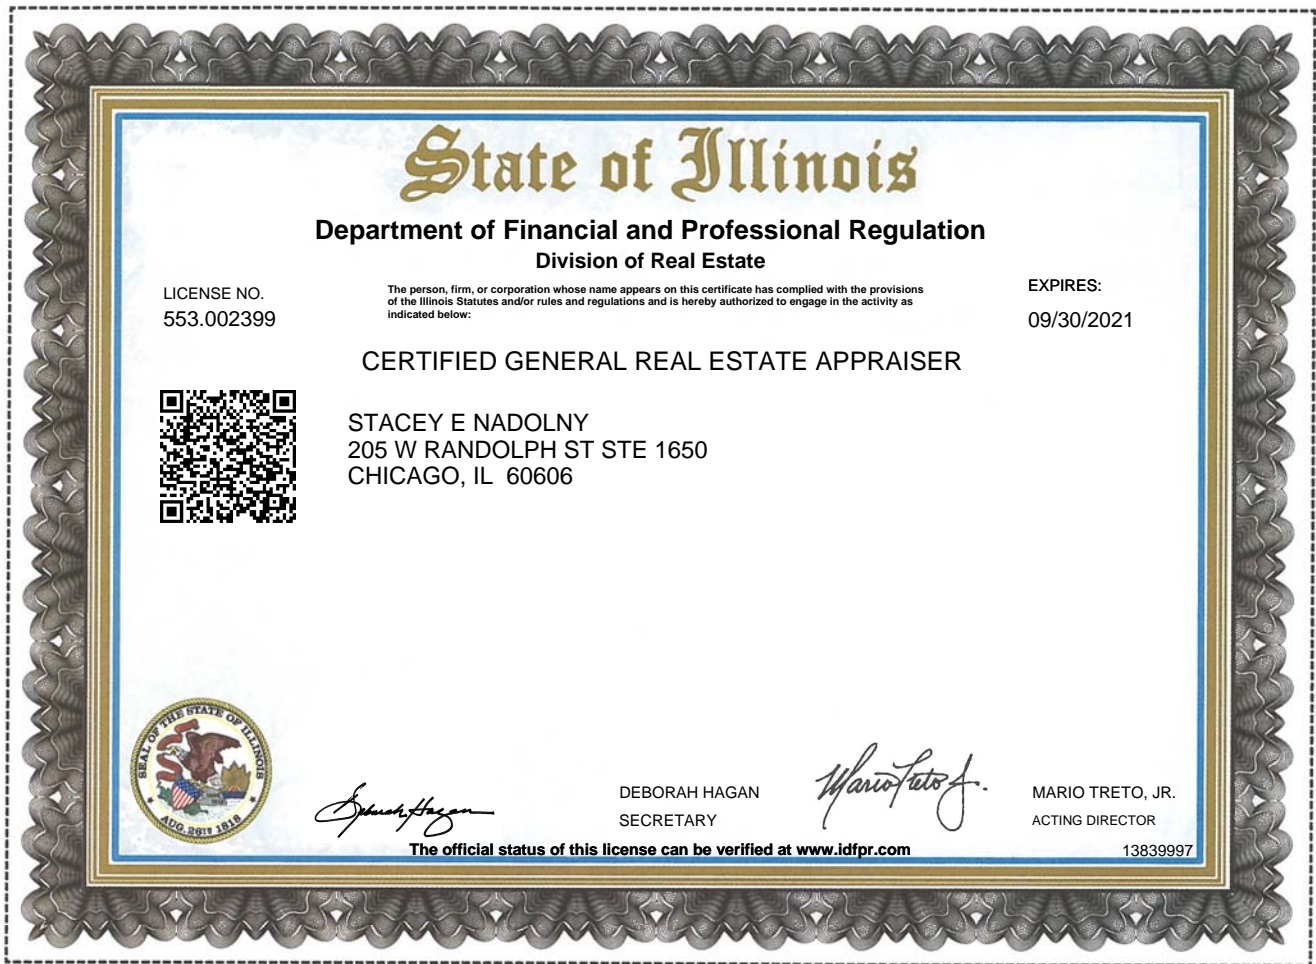 State of Illinois
Department of Financial and Professional Regulation
Division of Real Estate
LICENSE NO.
553.002399
The person, firm, or corporation whose name appears on this certificate has complied with the provisions
of the Illinois Statutes and/or rules and regulations and is hereby authorized to engage in the activity as
indicated below:
EXPIRES:
09/30/2021
CERTIFIED GENERAL REAL ESTATE APPRAISER
STACEY E NADOLNY
205 W RANDOLPH ST STE 1650
CHICAGO, IL 60606
SEAL OF THE STATE OF ILLINOIS
AUG. 26TH 1818
Deborah Hagan
DEBORAH HAGAN
SECRETARY
Mario Treto Jr.
MARIO TRETO, JR.
ACTING DIRECTOR
The official status of this license can be verified at www.idfpr.com
13839997